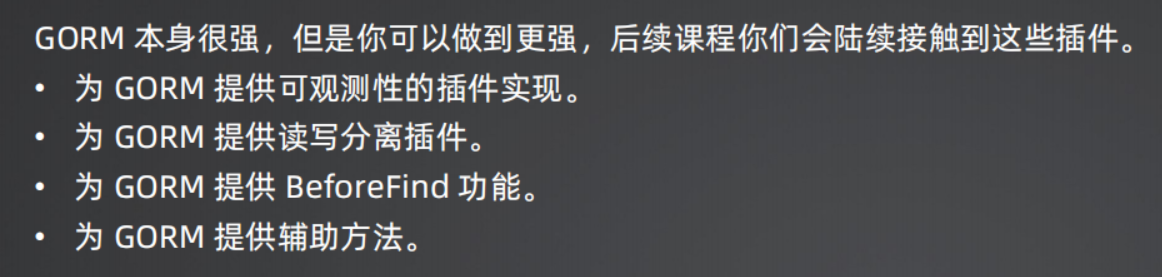 GORM 本身很强，但是你可以做到更强，后续课程你们会陆续接触到这些插件。
• 为 GORM 提供可观测性的插件实现。
• 为 GORM 提供读写分离插件。
• 为 GORM 提供 BeforeFind 功能。
• 为 GORM 提供辅助方法。